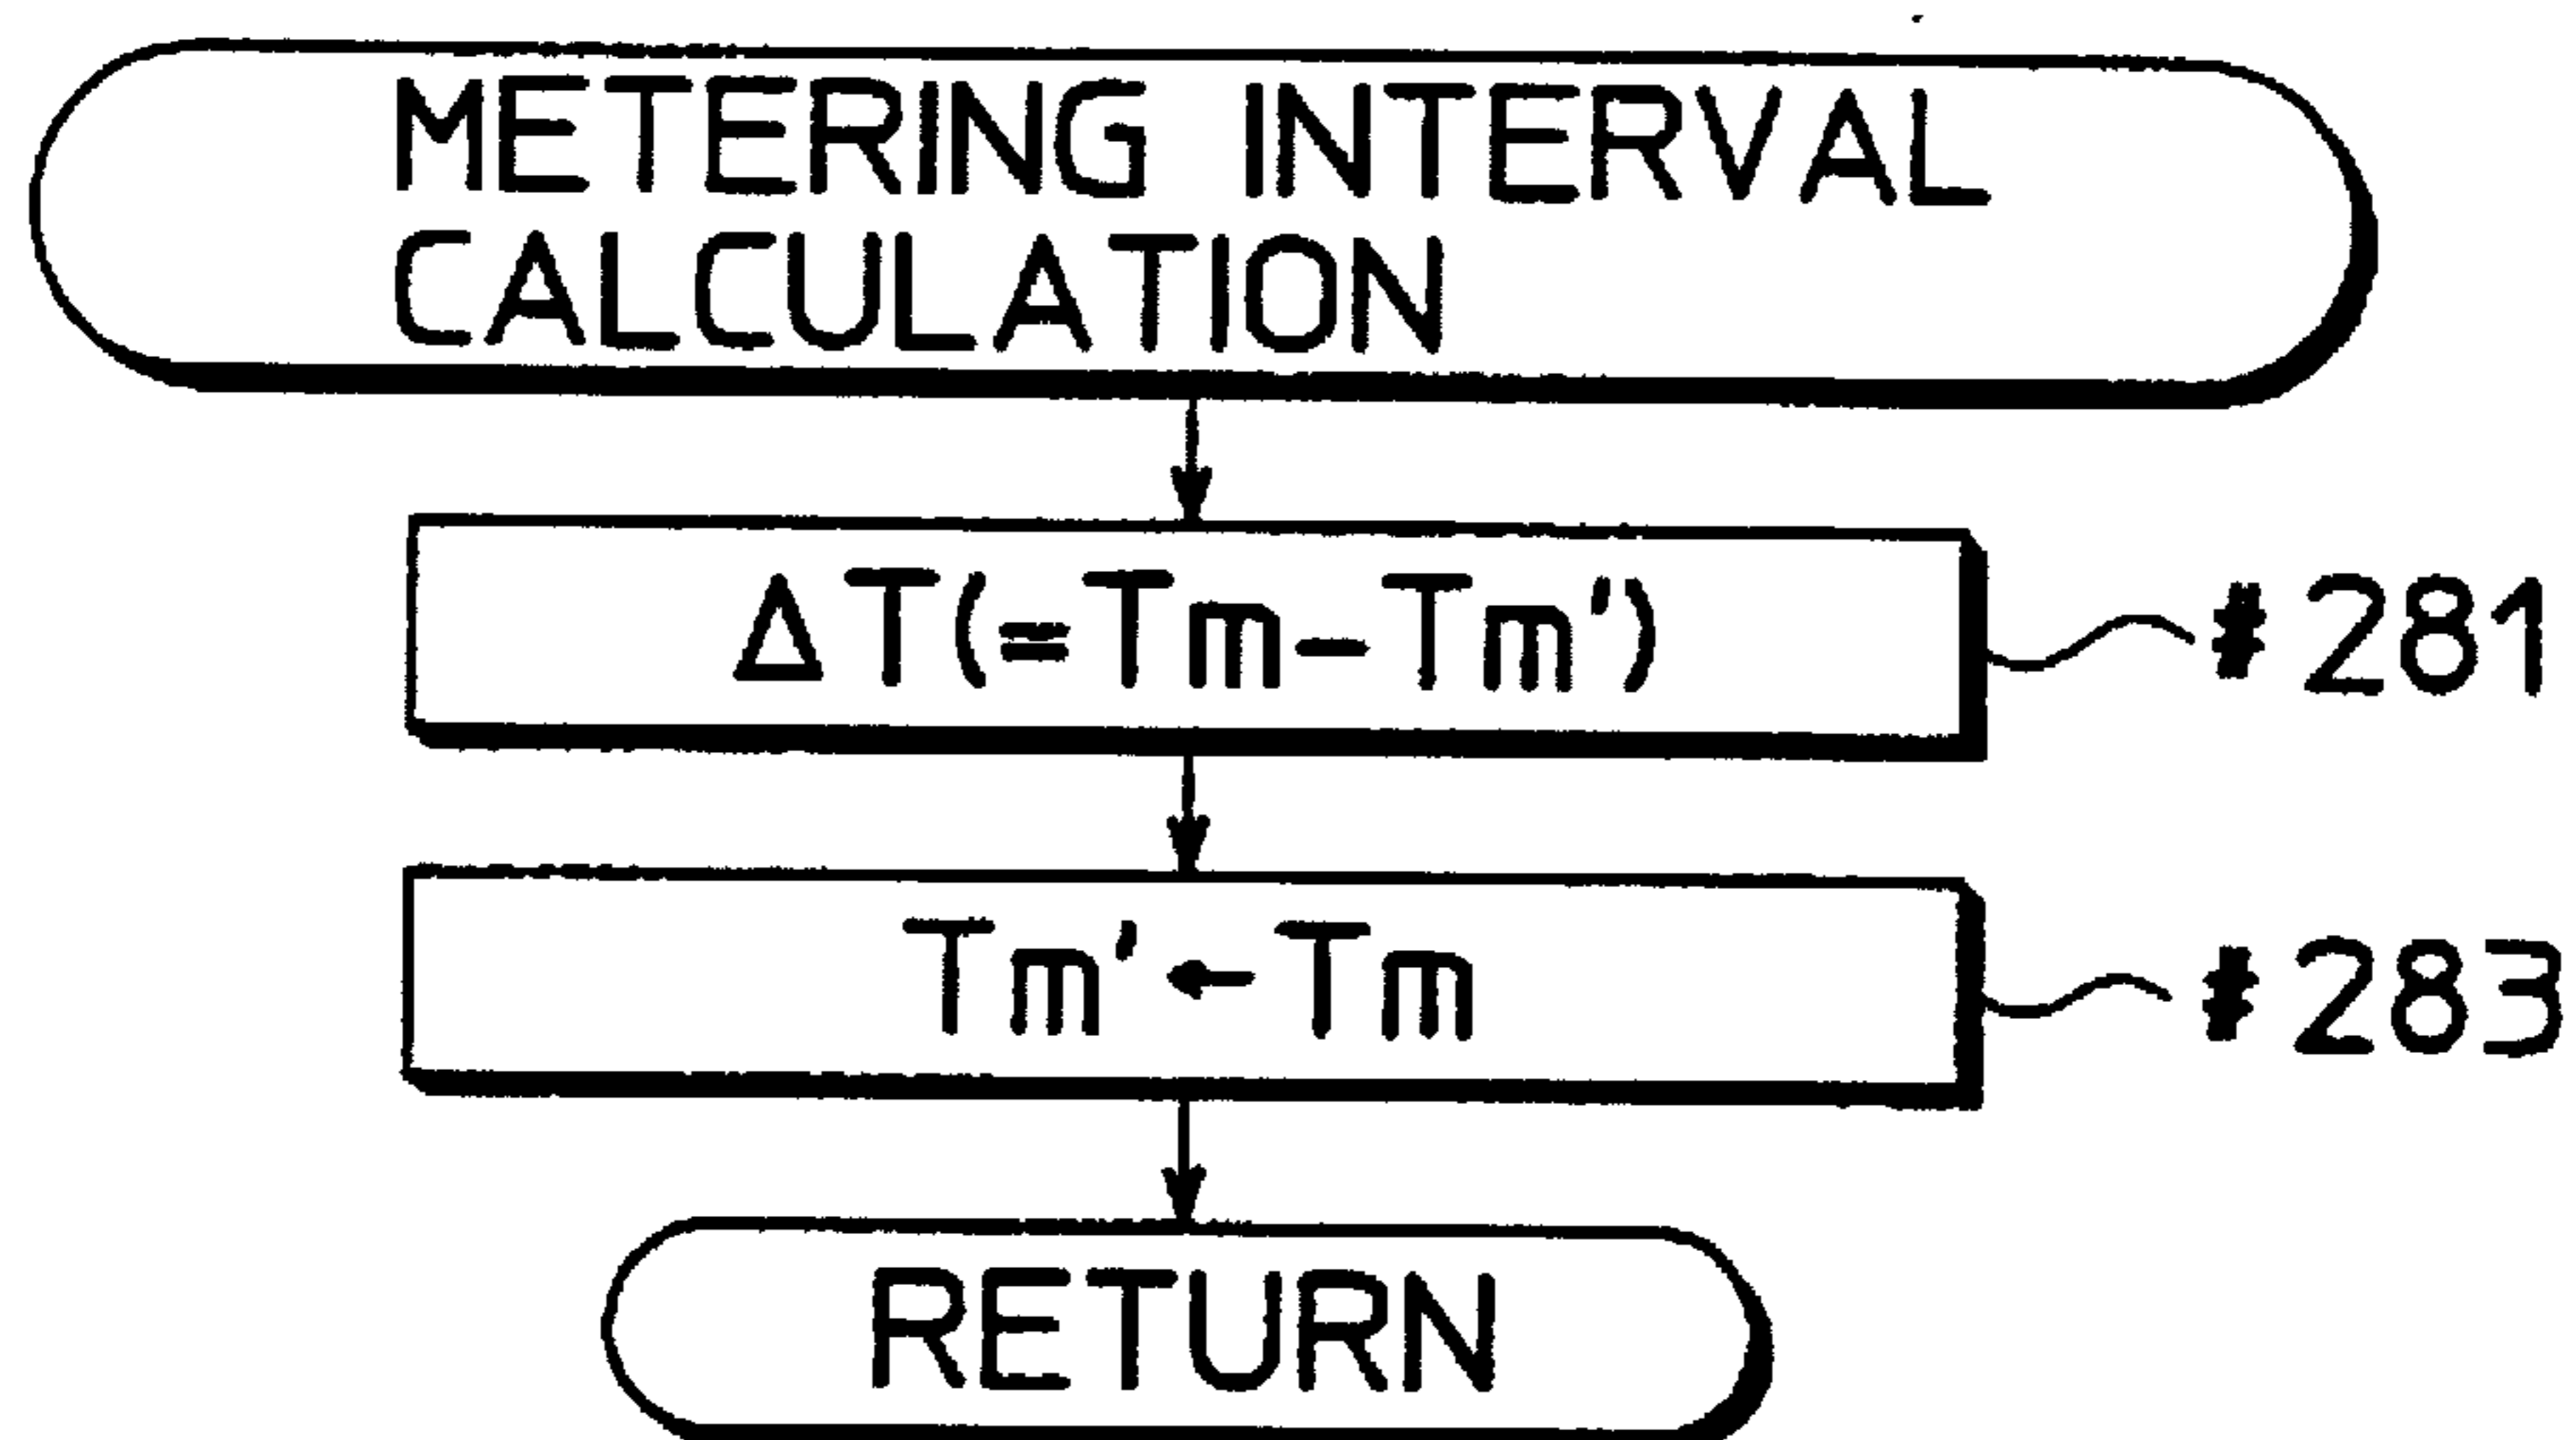 METERING INTERVAL
CALCULATION
ΔT(=Tm-Tm')
#281
Tm'←Tm
#283
RETURN